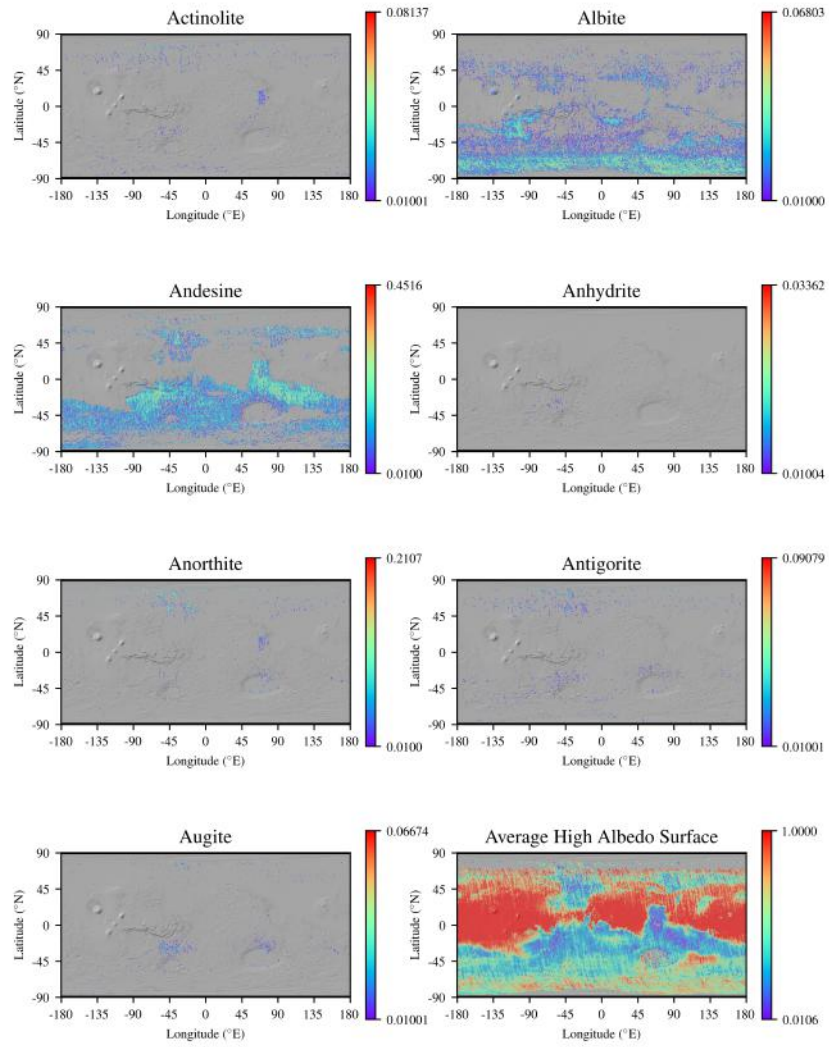 Actinolite
0.08137
90
45
0
-45
-90
Latitude (°N)
-180 -135 -90 -45 0 45 90 135 180
Longitude (°E)
0.01001
Albite
0.06803
90
45
0
-45
-90
Latitude (°N)
-180 -135 -90 -45 0 45 90 135 180
Longitude (°E)
0.01000
Andesine
0.4516
90
45
0
-45
-90
Latitude (°N)
-180 -135 -90 -45 0 45 90 135 180
Longitude (°E)
0.0100
Anhydrite
0.03362
90
45
0
-45
-90
Latitude (°N)
-180 -135 -90 -45 0 45 90 135 180
Longitude (°E)
0.01004
Anorthite
0.2107
90
45
0
-45
-90
Latitude (°N)
-180 -135 -90 -45 0 45 90 135 180
Longitude (°E)
0.0100
Antigorite
0.09079
90
45
0
-45
-90
Latitude (°N)
-180 -135 -90 -45 0 45 90 135 180
Longitude (°E)
0.01001
Augite
0.06674
90
45
0
-45
-90
Latitude (°N)
-180 -135 -90 -45 0 45 90 135 180
Longitude (°E)
0.01001
Average High Albedo Surface
1.0000
90
45
0
-45
-90
Latitude (°N)
-180 -135 -90 -45 0 45 90 135 180
Longitude (°E)
0.0106